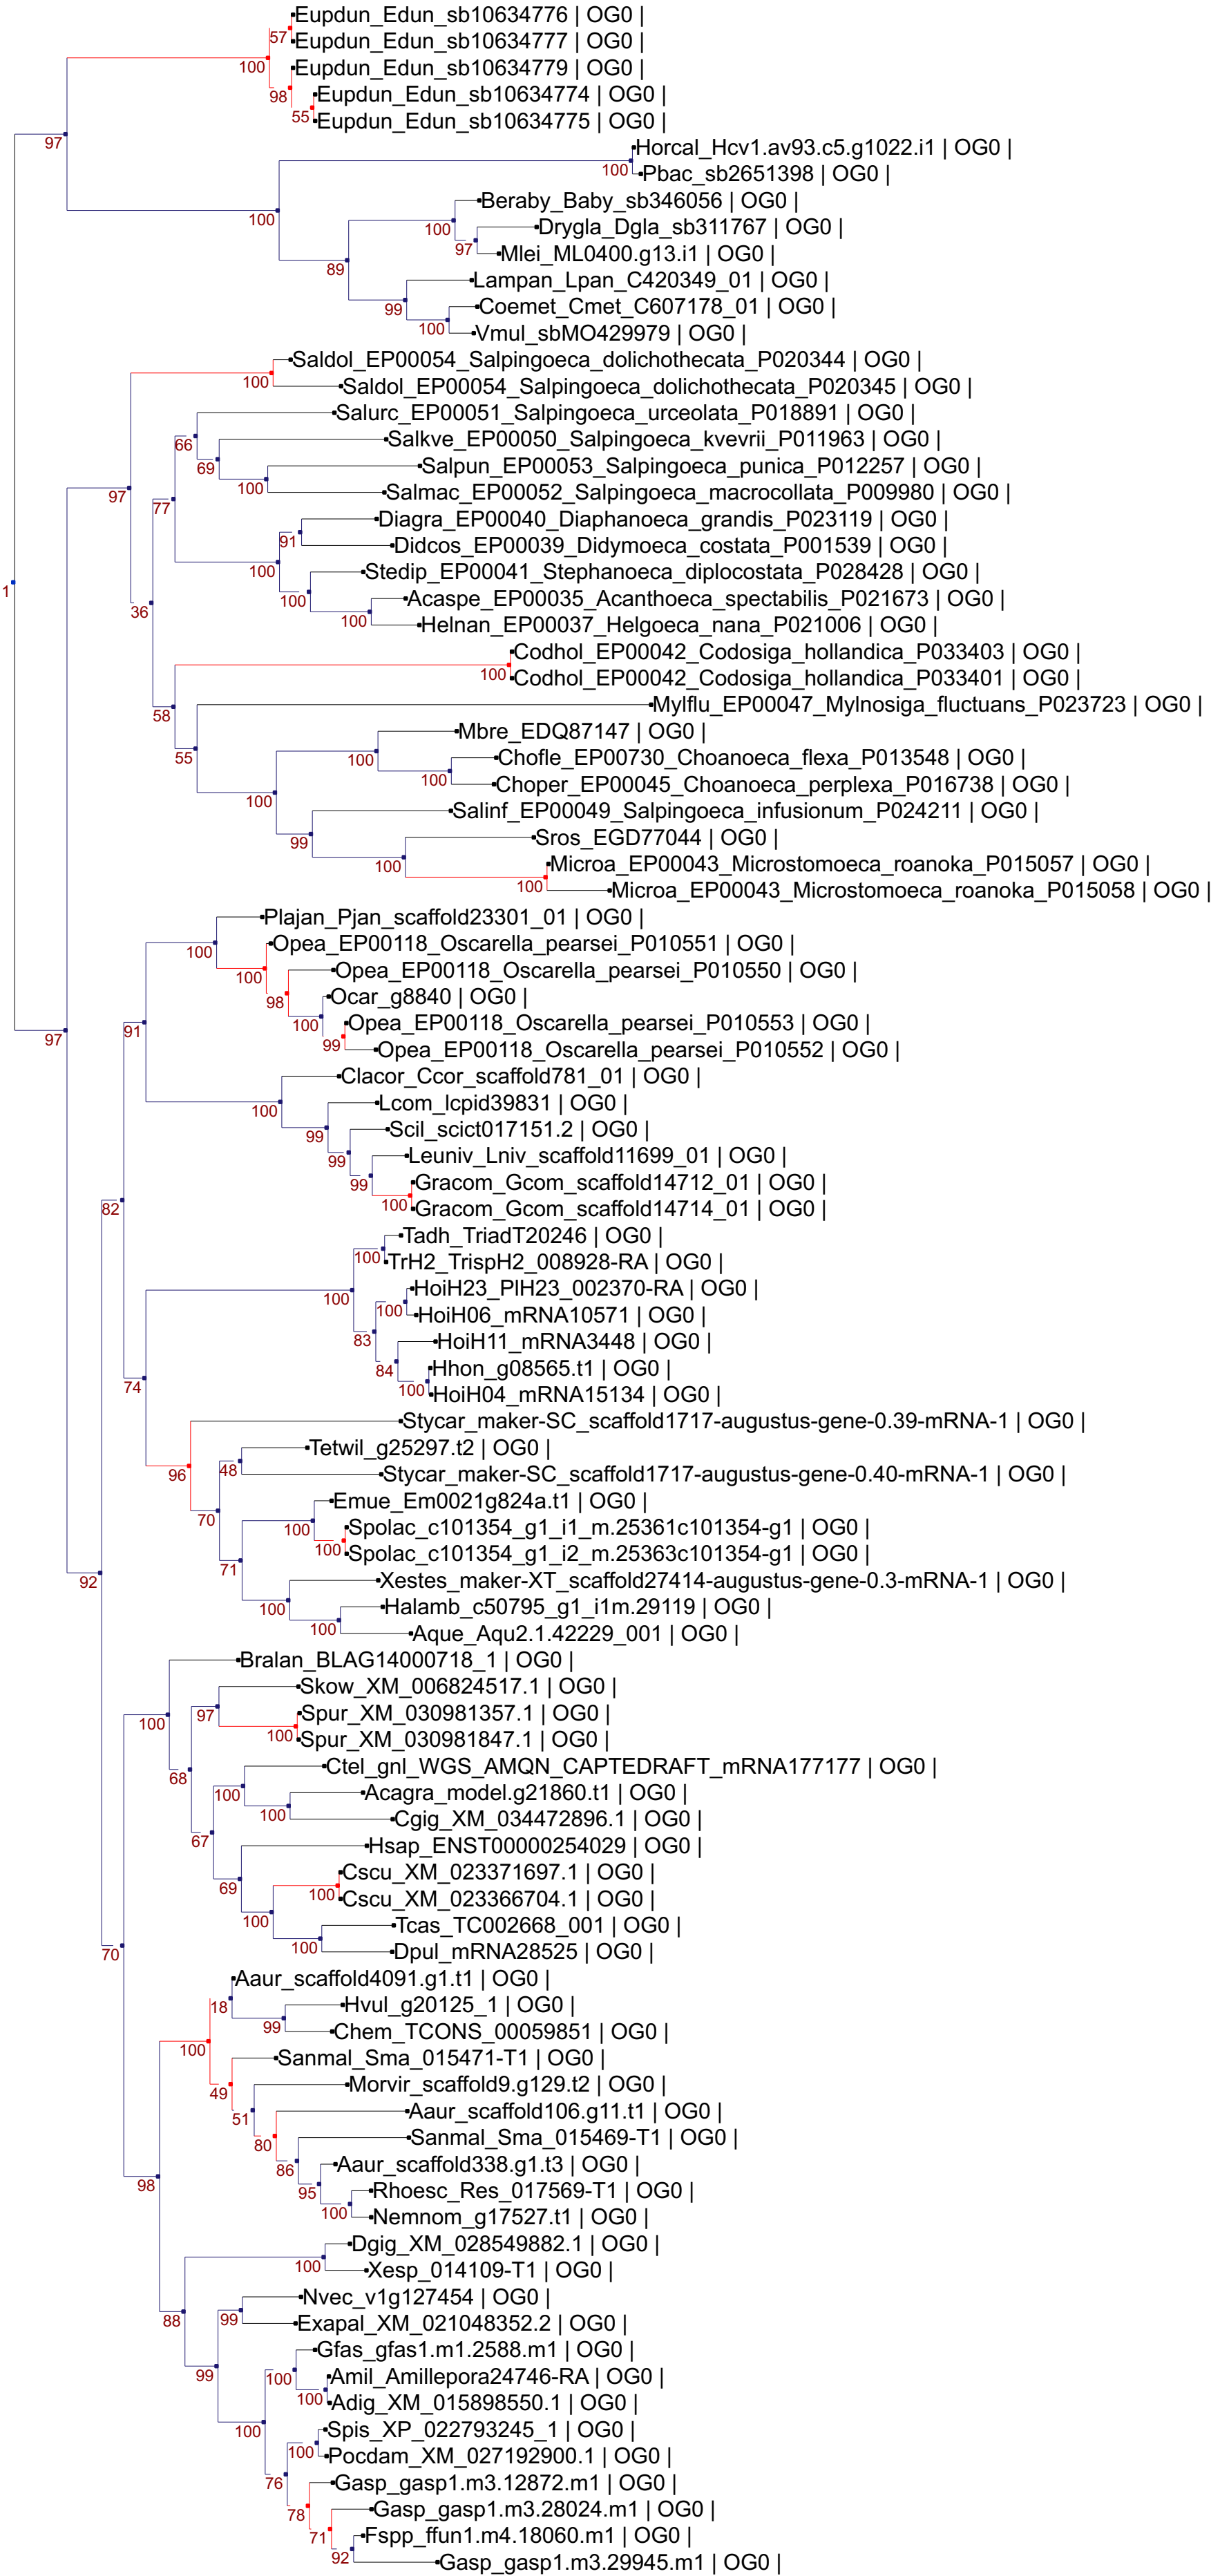 Eupdun_Edun_sb10634776 | OG0 |
57
Eupdun_Edun_sb10634777 | OG0 |
100
Eupdun_Edun_sb10634779 | OG0 |
98
Eupdun_Edun_sb10634774 | OG0 |
55
Eupdun_Edun_sb10634775 | OG0 |
97
Horcal_Hcv1.av93.c5.g1022.i1 | OG0 |
100
Pbac_sb2651398 | OG0 |
Beraby_Baby_sb346056 | OG0 |
100
100
Drygla_Dgla_sb311767 | OG0 |
97
Mlei_ML0400.g13.i1 | OG0 |
89
Lampan_Lpan_C420349_01 | OG0 |
99
Coemet_Cmet_C607178_01 | OG0 |
100
Vmul_sbMO429979 | OG0 |
Saldol_EP00054_Salpingoeca_dolichothecata_P020344 | OG0 |
100
Saldol_EP00054_Salpingoeca_dolichothecata_P020345 | OG0 |
Salurc_EP00051_Salpingoeca_urceolata_P018891 | OG0 |
66
Salkve_EP00050_Salpingoeca_kvevrii_P011963 | OG0 |
69
Salpun_EP00053_Salpingoeca_punica_P012257 | OG0 |
100
97
Salmac_EP00052_Salpingoeca_macrocollata_P009980 | OG0 |
77
Diagra_EP00040_Diaphanoeca_grandis_P023119 | OG0 |
91
Didcos_EP00039_Didymoeca_costata_P001539 | OG0 |
100
Stedip_EP00041_Stephanoeca_diplocostata_P028428 | OG0 |
1
100
Acaspe_EP00035_Acanthoeca_spectabilis_P021673 | OG0 |
36
100
Helnan_EP00037_Helgoeca_nana_P021006 | OG0 |
Codhol_EP00042_Codosiga_hollandica_P033403 | OG0 |
100
Codhol_EP00042_Codosiga_hollandica_P033401 | OG0 |
Mylflu_EP00047_Mylnosiga_fluctuans_P023723 | OG0 |
58
Mbre_EDQ87147 | OG0 |
55
100
Chofle_EP00730_Choanoeca_flexa_P013548 | OG0 |
100
Choper_EP00045_Choanoeca_perplexa_P016738 | OG0 |
100
Salinf_EP00049_Salpingoeca_infusionum_P024211 | OG0 |
99
Sros_EGD77044 | OG0 |
100
Microa_EP00043_Microstomoeca_roanoka_P015057 | OG0 |
100
Microa_EP00043_Microstomoeca_roanoka_P015058 | OG0 |
Plajan_Pjan_scaffold23301_01 | OG0 |
100
Opea_EP00118_Oscarella_pearsei_P010551 | OG0 |
100
Opea_EP00118_Oscarella_pearsei_P010550 | OG0 |
98
Ocar_g8840 | OG0 |
100
Opea_EP00118_Oscarella_pearsei_P010553 | OG0 |
91
97
99
Opea_EP00118_Oscarella_pearsei_P010552 | OG0 |
Clacor_Ccor_scaffold781_01 | OG0 |
100
Lcom_lcpid39831 | OG0 |
99
Scil_scict017151.2 | OG0 |
99
Leuniv_Lniv_scaffold11699_01 | OG0 |
99
Gracom_Gcom_scaffold14712_01 | OG0 |
100
82
Gracom_Gcom_scaffold14714_01 | OG0 |
Tadh_TriadT20246 | OG0 |
100
TrH2_TrispH2_008928-RA | OG0 |
HoiH23_PIH23_002370-RA | OG0 |
100
100
HoiH06_mRNA10571 | OG0 |
83
HoiH11_mRNA3448 | OG0 |
84
Hhon_g08565.t1 | OG0 |
74
100
HoiH04_mRNA15134 | OG0 |
Stycar_maker-SC_scaffold1717-augustus-gene-0.39-mRNA-1 | OG0 |
Tetwil_g25297.t2 | OG0 |
96
48
Stycar_maker-SC_scaffold1717-augustus-gene-0.40-mRNA-1 | OG0 |
Emue_Em0021g824a.t1 | OG0 |
70
100
Spolac_c101354_g1_i1_m.25361c101354-g1 | OG0 |
100
Spolac_c101354_g1_i2_m.25363c101354-g1 | OG0 |
71
92
Xestes_maker-XT_scaffold27414-augustus-gene-0.3-mRNA-1 | OG0 |
100
Halamb_c50795_g1_i1m.29119 | OG0 |
100
Aque_Aqu2.1.42229_001 | OG0 |
Bralan_BLAG14000718_1 | OG0 |
Skow_XM_006824517.1 | OG0 |
97
Spur_XM_030981357.1 | OG0 |
100
100
Spur_XM_030981847.1 | OG0 |
Ctel_gnl_WGS_AMQN_CAPTEDRAFT_mRNA177177 | OG0 |
68
100
Acagra_model.g21860.t1 | OG0 |
100
Cgig_XM_034472896.1 | OG0 |
67
Hsap_ENST00000254029 | OG0 |
Cscu_XM_023371697.1 | OG0 |
69
100
Cscu_XM_023366704.1 | OG0 |
100
Tcas_TC002668_001 | OG0 |
100
70
Dpul_mRNA28525 | OG0 |
Aaur_scaffold4091.g1.t1 | OG0 |
18
Hvul_g20125_1 | OG0 |
99
Chem_TCONS_00059851 | OG0 |
100
Sanmal_Sma_015471-T1 | OG0 |
49
Morvir_scaffold9.g129.t2 | OG0 |
51
Aaur_scaffold106.g11.t1 | OG0 |
80
Sanmal_Sma_015469-T1 | OG0 |
86
Aaur_scaffold338.g1.t3 | OG0 |
98
95
Rhoesc_Res_017569-T1 | OG0 |
100
Nemnom_g17527.t1 | OG0 |
Dgig_XM_028549882.1 | OG0 |
100
Xesp_014109-T1 | OG0 |
Nvec_v1g127454 | OG0 |
88
99
Exapal_XM_021048352.2 | OG0 |
Gfas_gfas1.m1.2588.m1 | OG0 |
99
100
Amil_Amillepora24746-RA | OG0 |
100
Adig_XM_015898550.1 | OG0 |
100
Spis_XP_022793245_1 | OG0 |
100
Pocdam_XM_027192900.1 | OG0 |
76
Gasp_gasp1.m3.12872.m1 | OG0 |
78
Gasp_gasp1.m3.28024.m1 | OG0 |
71
Fspp_ffun1.m4.18060.m1 | OG0 |
92
Gasp_gasp1.m3.29945.m1 | OG0 |